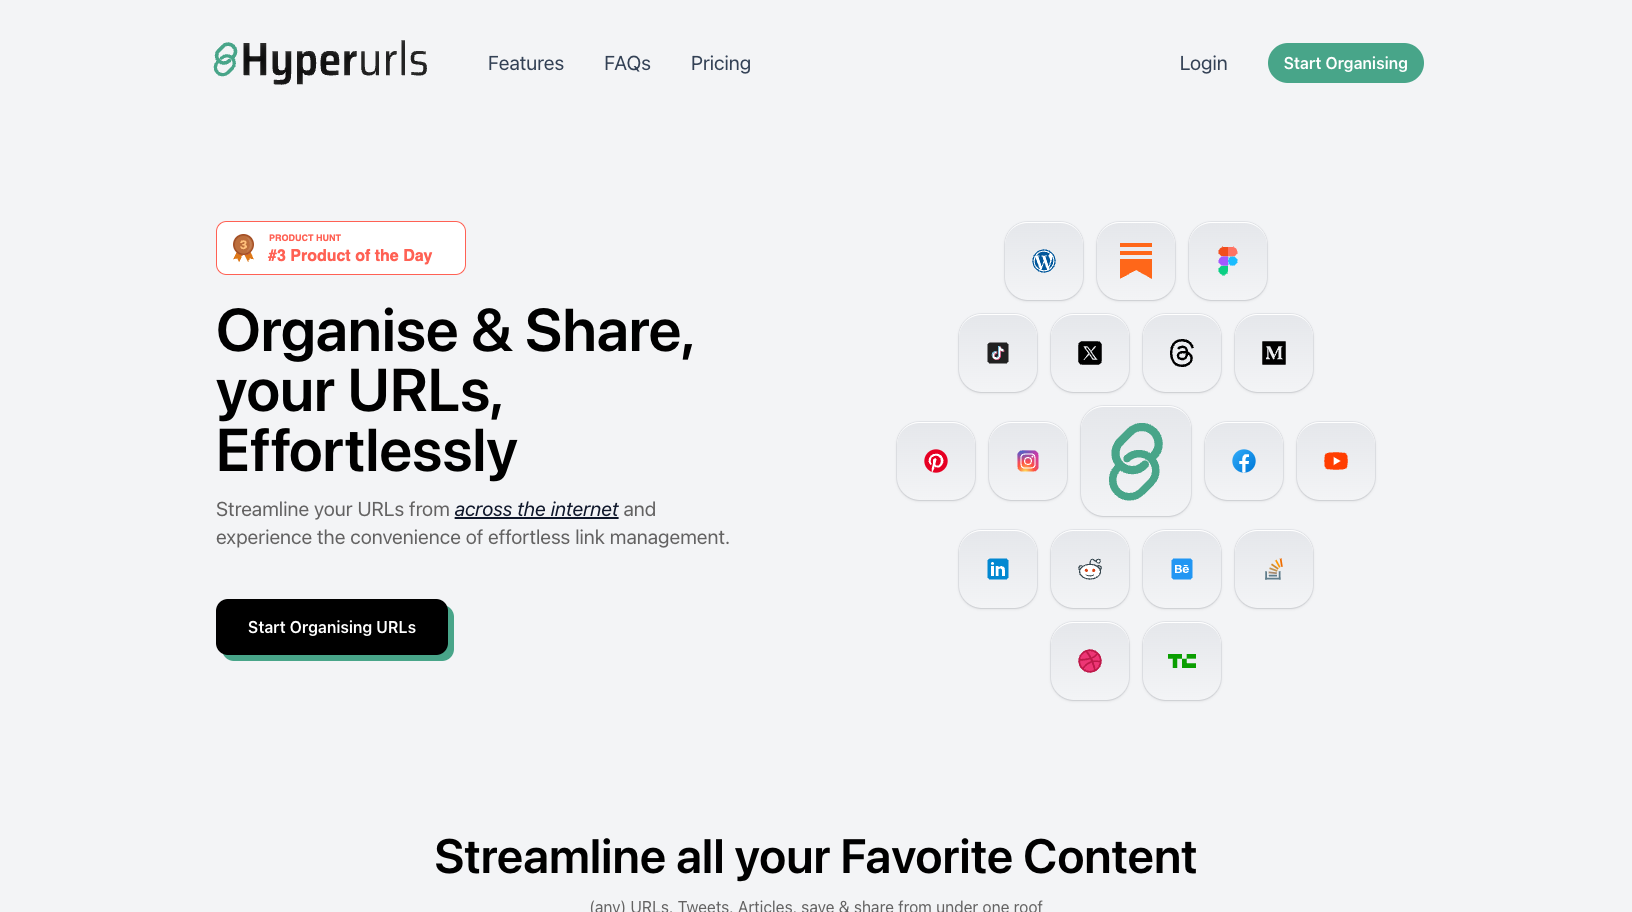 Hyperurls
Features
FAQs
Pricing
Login
Start Organising
3
PRODUCT HUNT
#3 Product of the Day
Organise & Share,
your URLs,
Effortlessly
Streamline your URLs from across the internet and
experience the convenience of effortless link management.
Start Organising URLs
Streamline all your Favorite Content
(any) URLs, Tweets, Articles, save & share from under one roof